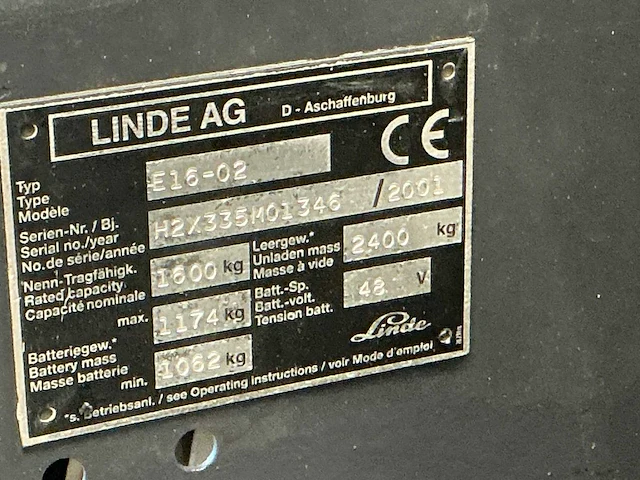 LINDE AG D - Aschaffenburg
CE
Typ
Type
Modèle
E16-02
Serien-Nr. / Bj.
Serial no./year
No. de série/année
H2X335M01346 / 2001
Nenn-Tragfähigk.
Rated capacity
Capacité nominale
1600 kg
Leergew.*
Unladen mass
Masse à vide
2400 kg
Batteriegew.*
Battery mass
Masse batterie
max. 1174 kg
min. 1062 kg
Batt.-Sp.
Batt.-volt.
Tension batt.
48 V
Linde
*s. Betriebsanl. / see Operating instructions / voir Mode d'emploi